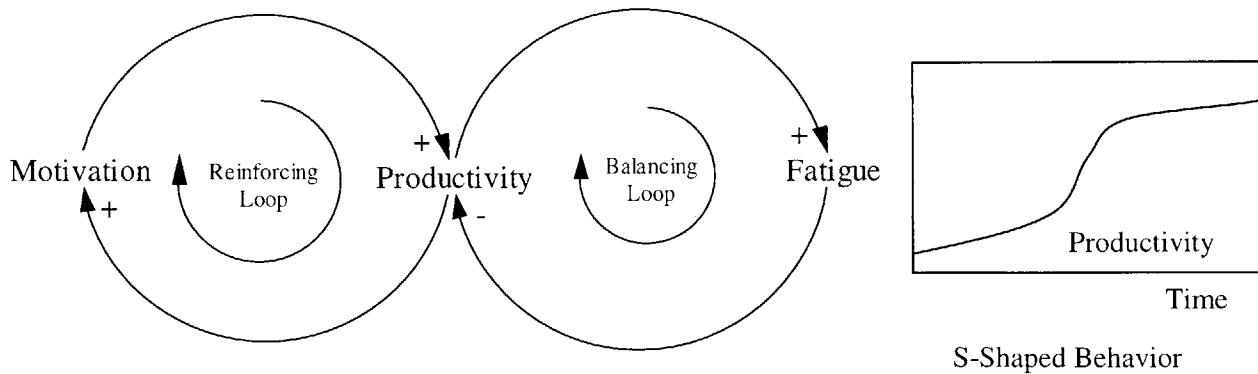 Motivation
+
Reinforcing
Loop
+
Productivity
-
Balancing
Loop
+
Fatigue
Productivity
Time
S-Shaped Behavior